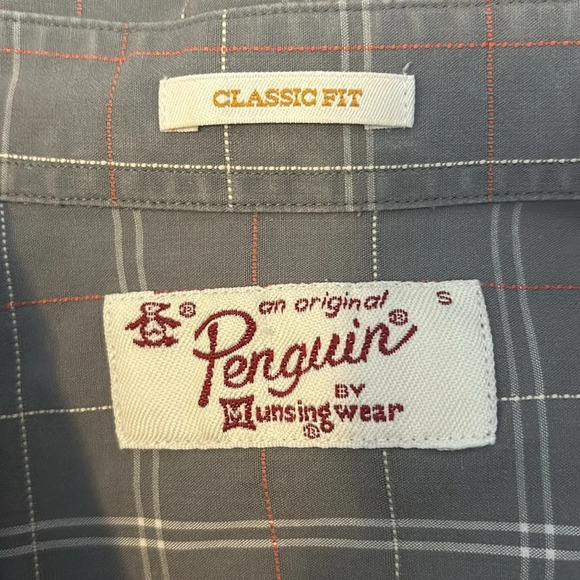 CLASSIC FIT
an original S
® Penguin®
BY
Munsingwear
®